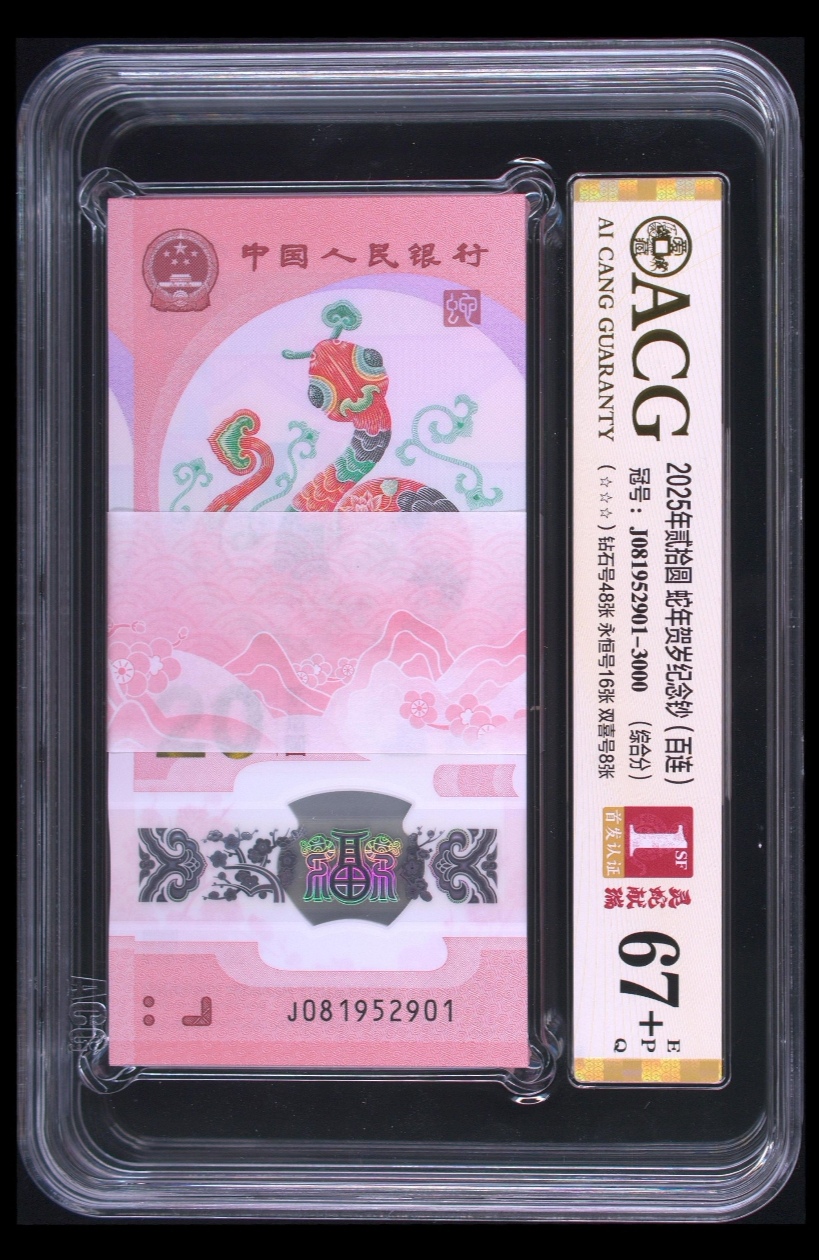 中国人民银行
蛇
J081952901
ACG
AI CANG GUARANTY
2025年贰拾圆 蛇年贺岁纪念钞（百连）
冠号：J081952901-3000 （综合分）
（☆☆☆）钻石号48张 永恒号16张 双喜号8张
1SF
首发认证
灵蛇献瑞
67+
E
P
Q
ACG